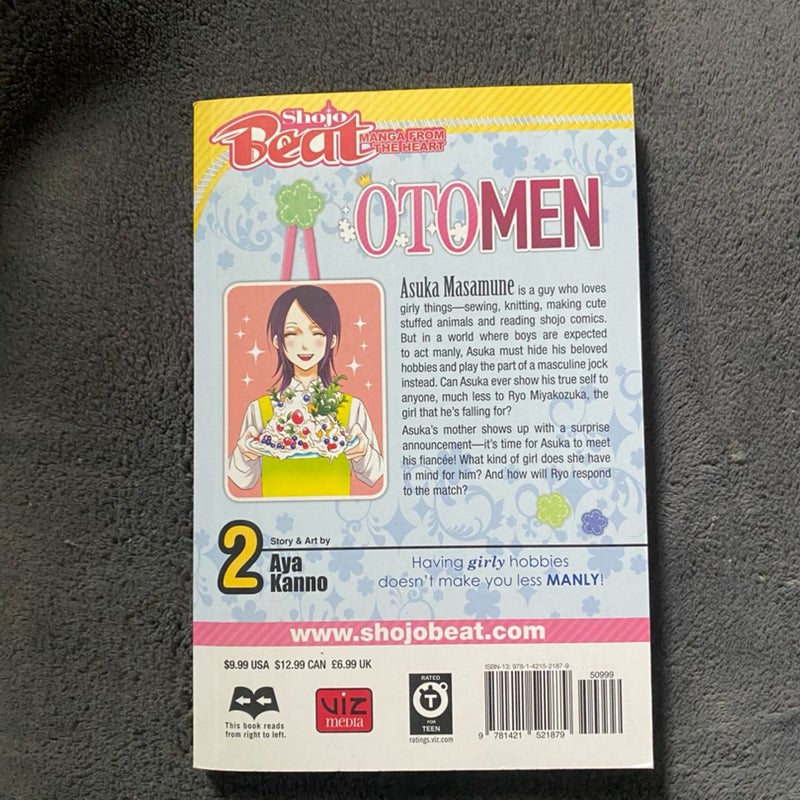 Shojo
Beat
MANGA FROM
THE HEART
OTOMEN
Asuka Masamune is a guy who loves
girly things—sewing, knitting, making cute
stuffed animals and reading shojo comics.
But in a world where boys are expected
to act manly, Asuka must hide his beloved
hobbies and play the part of a masculine jock
instead. Can Asuka ever show his true self to
anyone, much less to Ryo Miyakozuka, the
girl that he's falling for?
Asuka's mother shows up with a surprise
announcement—it's time for Asuka to meet
his fiancée! What kind of girl does she have
in mind for him? And how will Ryo respond
to the match?
2
Story & Art by
Aya
Kanno
Having girly hobbies
doesn't make you less MANLY!
www.shojobeat.com
$9.99 USA $12.99 CAN £6.99 UK
This book reads
from right to left.
VIZ
MEDIA
RATED
T
FOR
TEEN
ratings.viz.com
ISBN-13: 978-1-4215-2187-9
50999
9 781421 521879